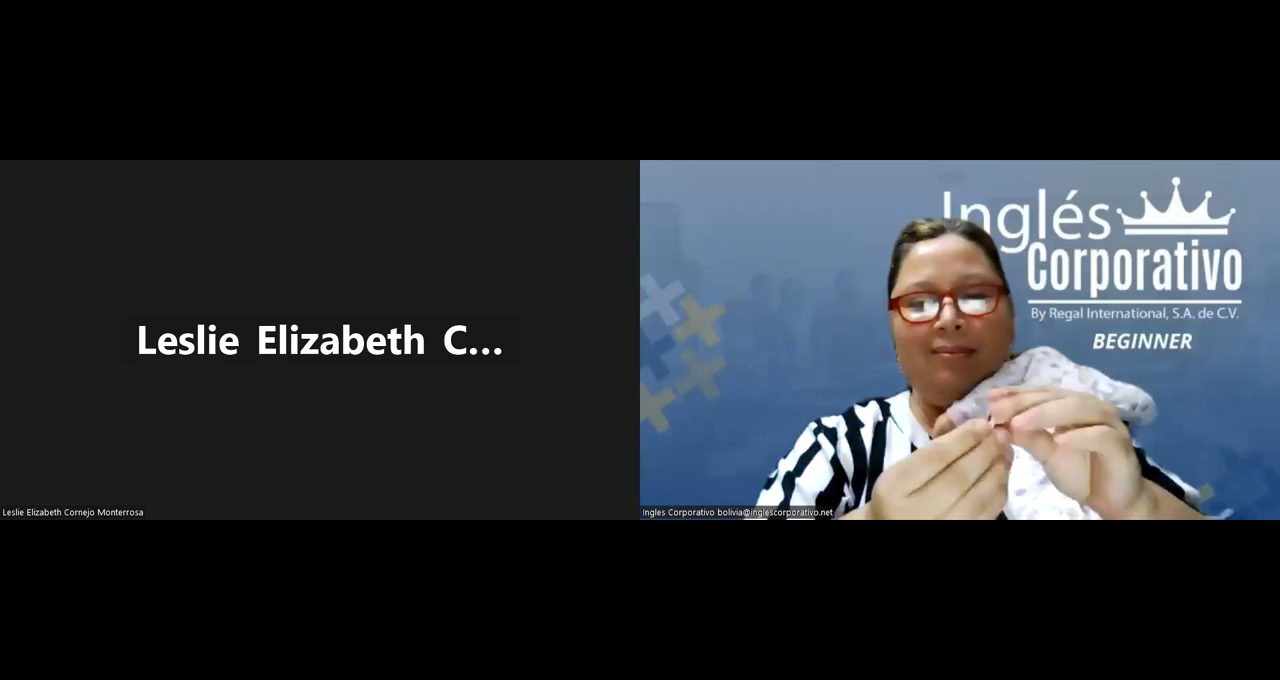 Leslie Elizabeth C...
Leslie Elizabeth Cornejo Monterrosa
Inglés
Corporativo
By Regal International, S.A. de C.V.
BEGINNER
Ingles Corporativo bolivia@inglescorporativo.net